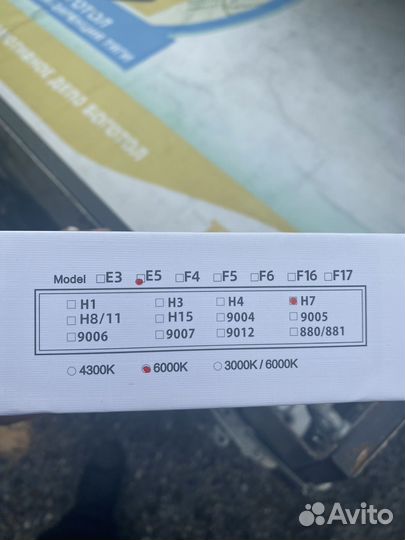 Model □E3 □E5 □F4 □F5 □F6 □F16 □F17
□ H1 □ H3 □ H4 □ H7
□ H8/11 □ H15 □ 9004 □ 9005
□ 9006 □ 9007 □ 9012 □ 880/881
○ 4300K ○ 6000K ○ 3000K/6000K
Avito